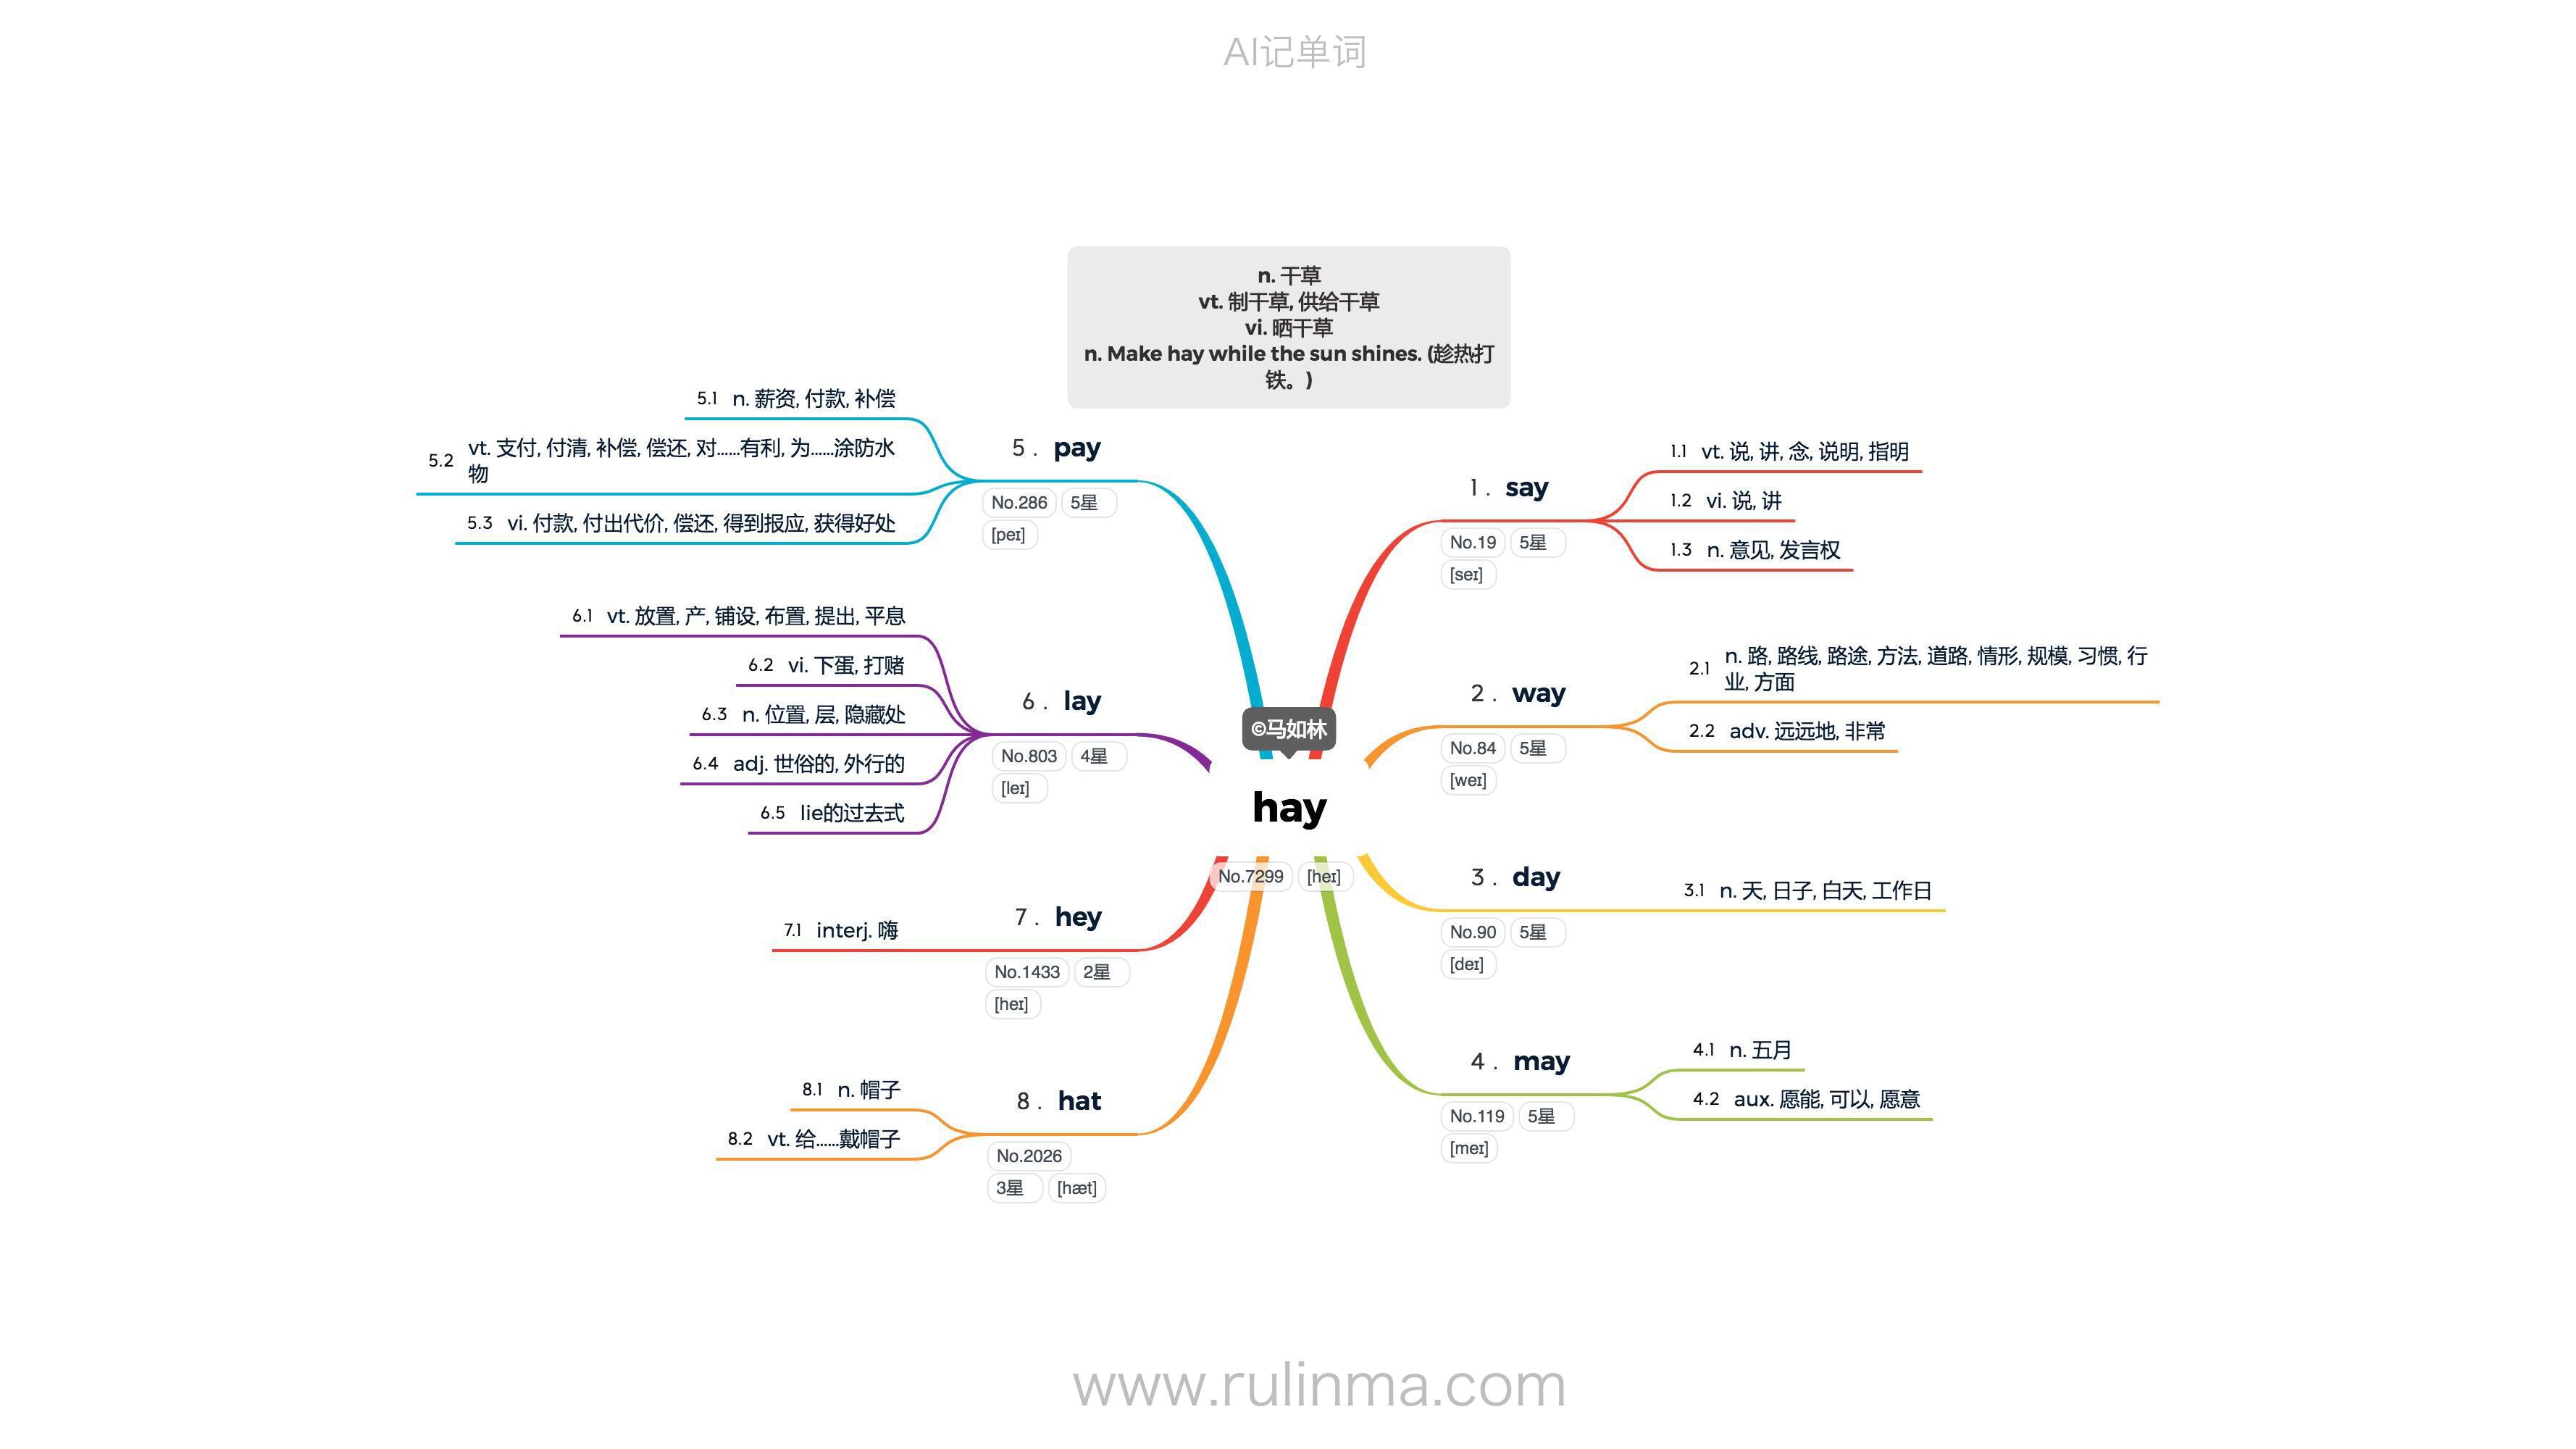 AI记单词
n. 干草
vt. 制干草, 供给干草
vi. 晒干草
n. Make hay while the sun shines. (趁热打
铁。)
©马如林
hay
No.7299 [heɪ]
1 . say
No.19 5星
[seɪ]
1.1 vt. 说, 讲, 念, 说明, 指明
1.2 vi. 说, 讲
1.3 n. 意见, 发言权
2 . way
No.84 5星
[weɪ]
2.1 n. 路, 路线, 路途, 方法, 道路, 情形, 规模, 习惯, 行
业, 方面
2.2 adv. 远远地, 非常
3 . day
No.90 5星
[deɪ]
3.1 n. 天, 日子, 白天, 工作日
4 . may
No.119 5星
[meɪ]
4.1 n. 五月
4.2 aux. 愿能, 可以, 愿意
5 . pay
No.286 5星
[peɪ]
5.1 n. 薪资, 付款, 补偿
5.2 vt. 支付, 付清, 补偿, 偿还, 对......有利, 为......涂防水
物
5.3 vi. 付款, 付出代价, 偿还, 得到报应, 获得好处
6 . lay
No.803 4星
[leɪ]
6.1 vt. 放置, 产, 铺设, 布置, 提出, 平息
6.2 vi. 下蛋, 打赌
6.3 n. 位置, 层, 隐藏处
6.4 adj. 世俗的, 外行的
6.5 lie的过去式
7 . hey
No.1433 2星
[heɪ]
7.1 interj. 嗨
8 . hat
No.2026
3星 [hæt]
8.1 n. 帽子
8.2 vt. 给......戴帽子
www.rulinma.com